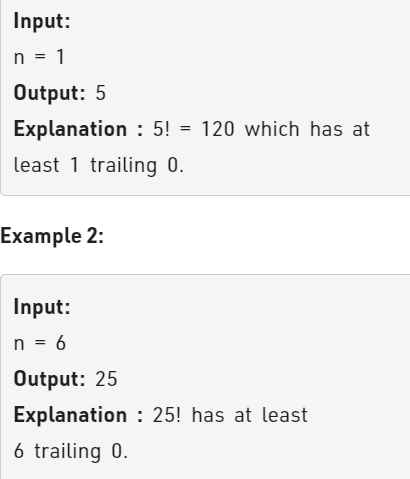 Input:
n = 1
Output: 5
Explanation : 5! = 120 which has at
least 1 trailing 0.
Example 2:
Input:
n = 6
Output: 25
Explanation : 25! has at least
6 trailing 0.